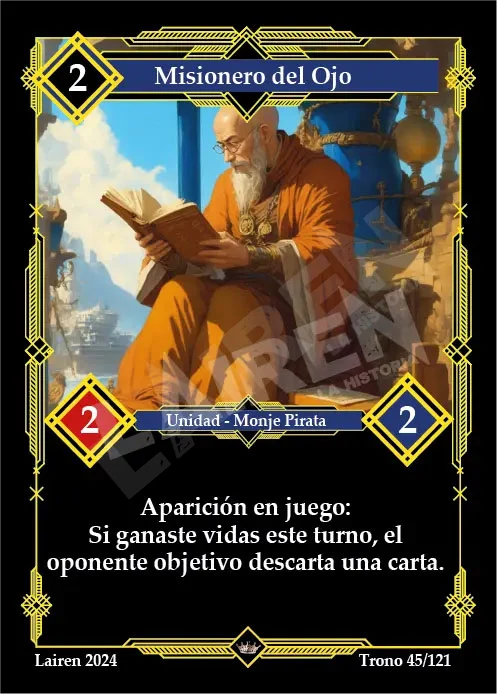 2
Misionero del Ojo
2
Unidad - Monje Pirata
2
Aparición en juego:
Si ganaste vidas este turno, el
oponente objetivo descarta una carta.
Lairen 2024
Trono 45/121